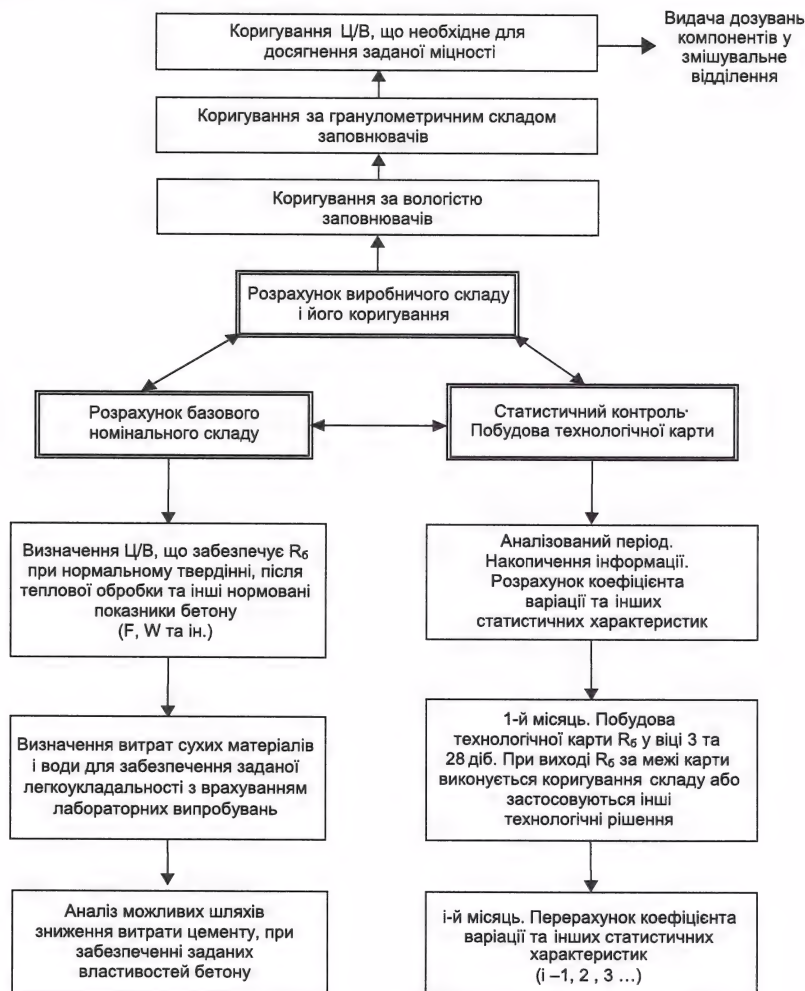 Коригування Ц/В, що необхідне для
досягнення заданої міцності
Видача дозувань
компонентів у
змішувальне
відділення
Коригування за гранулометричним складом
заповнювачів
Коригування за вологістю
заповнювачів
Розрахунок виробничого складу
і його коригування
Розрахунок базового
номінального складу
Статистичний контроль·
Побудова технологічної карти
Визначення Ц/В, що забезпечує Rб
при нормальному твердінні, після
теплової обробки та інші нормовані
показники бетону
(F, W та ін.)
Аналізований період.
Накопичення інформації.
Розрахунок коефіцієнта
варіації та інших
статистичних характеристик
Визначення витрат сухих матеріалів
і води для забезпечення заданої
легкоукладальності з врахуванням
лабораторних випробувань
1-й місяць. Побудова
технологічної карти Rб у віці 3 та
28 діб. При виході Rб за межі карти
виконується коригування складу або
застосовуються інші
технологічні рішення
Аналіз можливих шляхів
зниження витрати цементу, при
забезпеченні заданих
властивостей бетону
і-й місяць. Перерахунок коефіцієнта
варіації та інших статистичних
характеристик
(і –1, 2 , 3 ...)